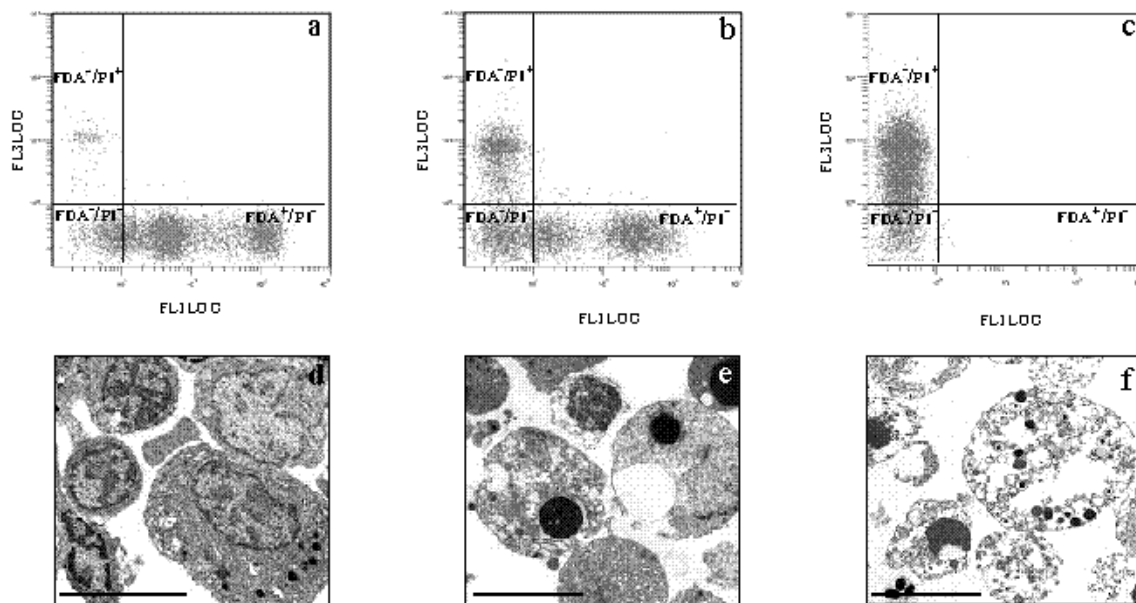 a
FDA⁻/PI⁺
FDA⁻/PI⁻
FDA⁺/PI⁻
FL3LOG
FL1LOG
b
FDA⁻/PI⁺
FDA⁻/PI⁻
FDA⁺/PI⁻
FL3LOG
FL1LOG
c
FDA⁻/PI⁺
FDA⁻/PI⁻
FDA⁺/PI⁻
FL3LOG
FL1LOG
d
e
f